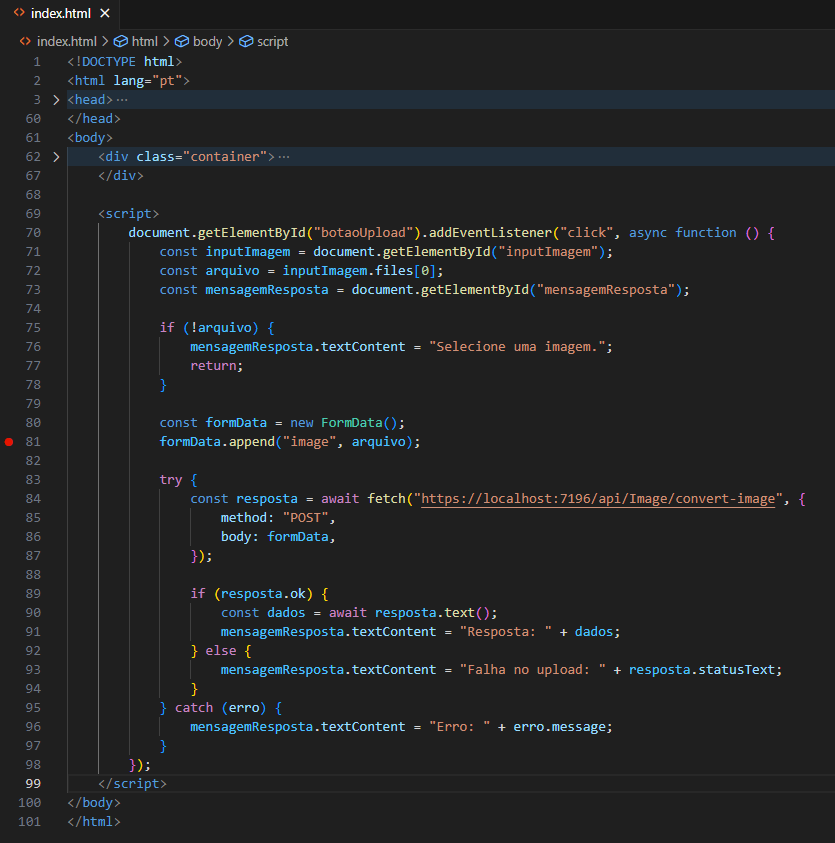 index.html
index.html > html > body > script
1 <!DOCTYPE html>
2 <html lang="pt">
3 <head>···
60 </head>
61 <body>
62 <div class="container">···
67 </div>
68
69 <script>
70 document.getElementById("botaoUpload").addEventListener("click", async function () {
71 const inputImagem = document.getElementById("inputImagem");
72 const arquivo = inputImagem.files[0];
73 const mensagemResposta = document.getElementById("mensagemResposta");
74
75 if (!arquivo) {
76 mensagemResposta.textContent = "Selecione uma imagem.";
77 return;
78 }
79
80 const formData = new FormData();
81 formData.append("image", arquivo);
82
83 try {
84 const resposta = await fetch("https://localhost:7196/api/Image/convert-image", {
85 method: "POST",
86 body: formData,
87 });
88
89 if (resposta.ok) {
90 const dados = await resposta.text();
91 mensagemResposta.textContent = "Resposta: " + dados;
92 } else {
93 mensagemResposta.textContent = "Falha no upload: " + resposta.statusText;
94 }
95 } catch (erro) {
96 mensagemResposta.textContent = "Erro: " + erro.message;
97 }
98 });
99 </script>
100 </body>
101 </html>